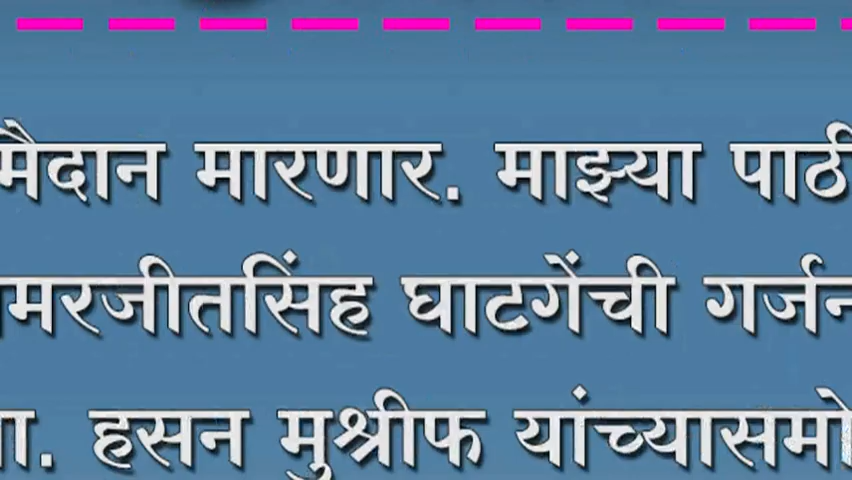 मैदान मारणार. माझ्या पाठी
मरजीतसिंह घाटगेंची गर्जन
ा. हसन मुश्रीफ यांच्यासमो